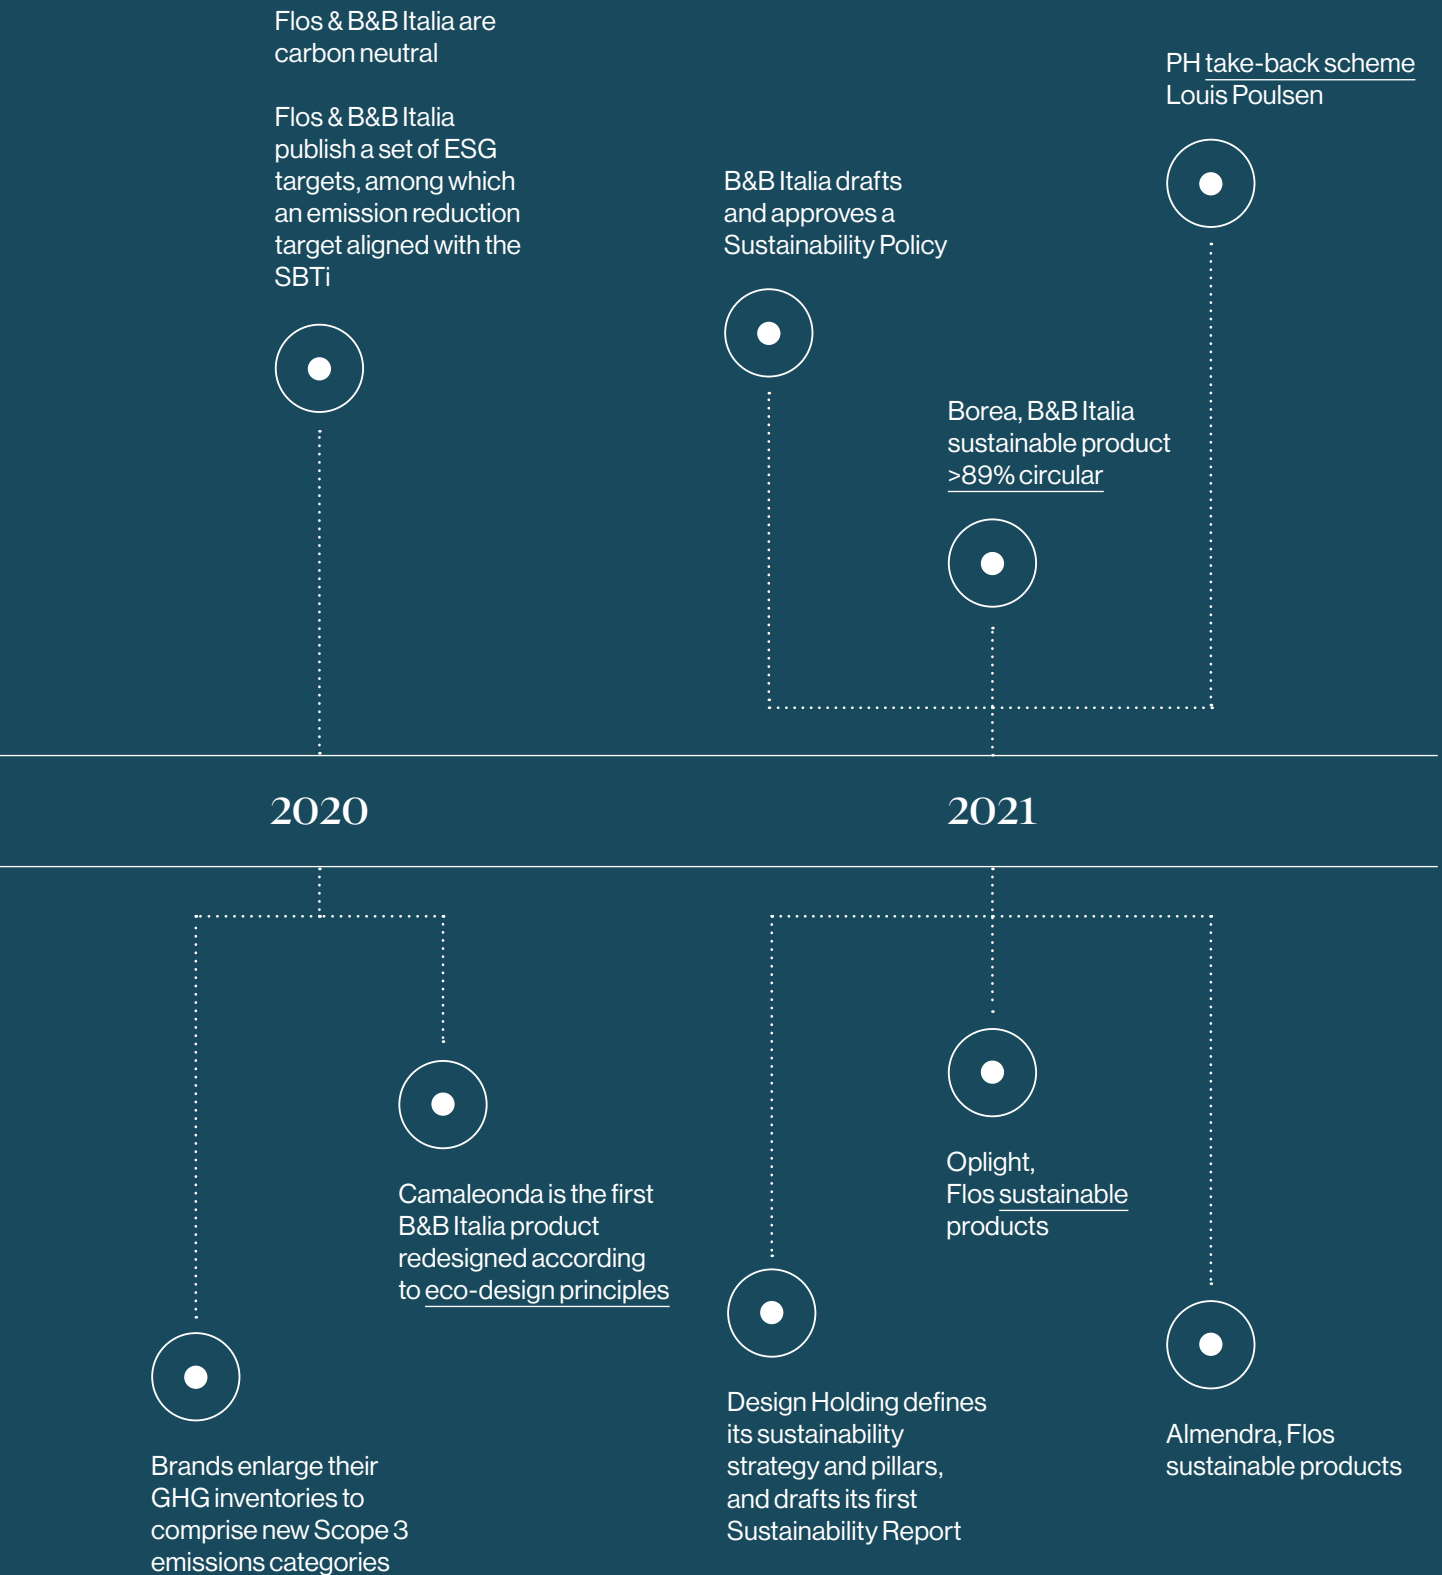 Flos & B&B Italia are
carbon neutral
Flos & B&B Italia
publish a set of ESG
targets, among which
an emission reduction
target aligned with the
SBTi
B&B Italia drafts
and approves a
Sustainability Policy
Borea, B&B Italia
sustainable product
>89% circular
PH take-back scheme
Louis Poulsen
2020
2021
Brands enlarge their
GHG inventories to
comprise new Scope 3
emissions categories
Camaleonda is the first
B&B Italia product
redesigned according
to eco-design principles
Design Holding defines
its sustainability
strategy and pillars,
and drafts its first
Sustainability Report
Oplight,
Flos sustainable
products
Almendra, Flos
sustainable products